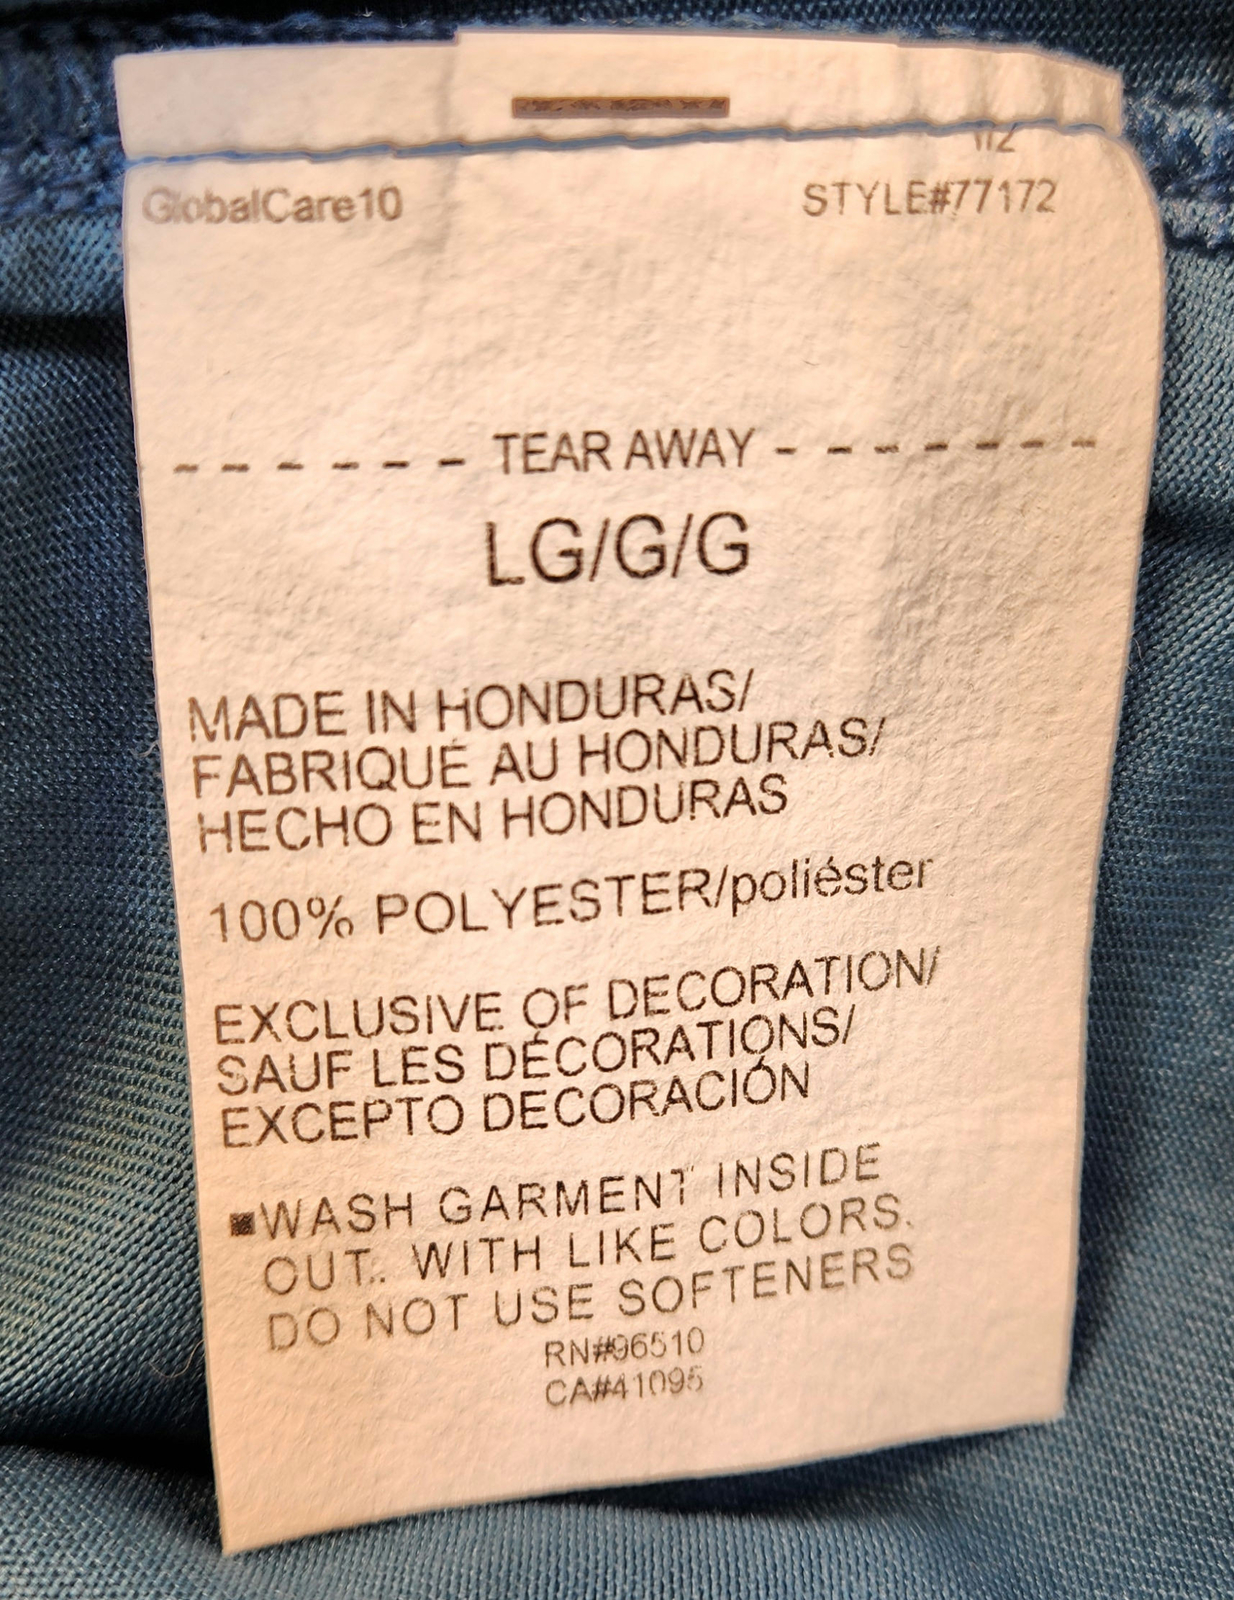 GlobalCare10
STYLE#77172
- - - - - - TEAR AWAY - - - - - - -
LG/G/G
MADE IN HONDURAS/
FABRIQUÉ AU HONDURAS/
HECHO EN HONDURAS
100% POLYESTER/poliéster
EXCLUSIVE OF DECORATION/
SAUF LES DÉCORATIONS/
EXCEPTO DECORACIÓN
■WASH GARMENT INSIDE
OUT.. WITH LIKE COLORS.
DO NOT USE SOFTENERS
RN#96510
CA#41095